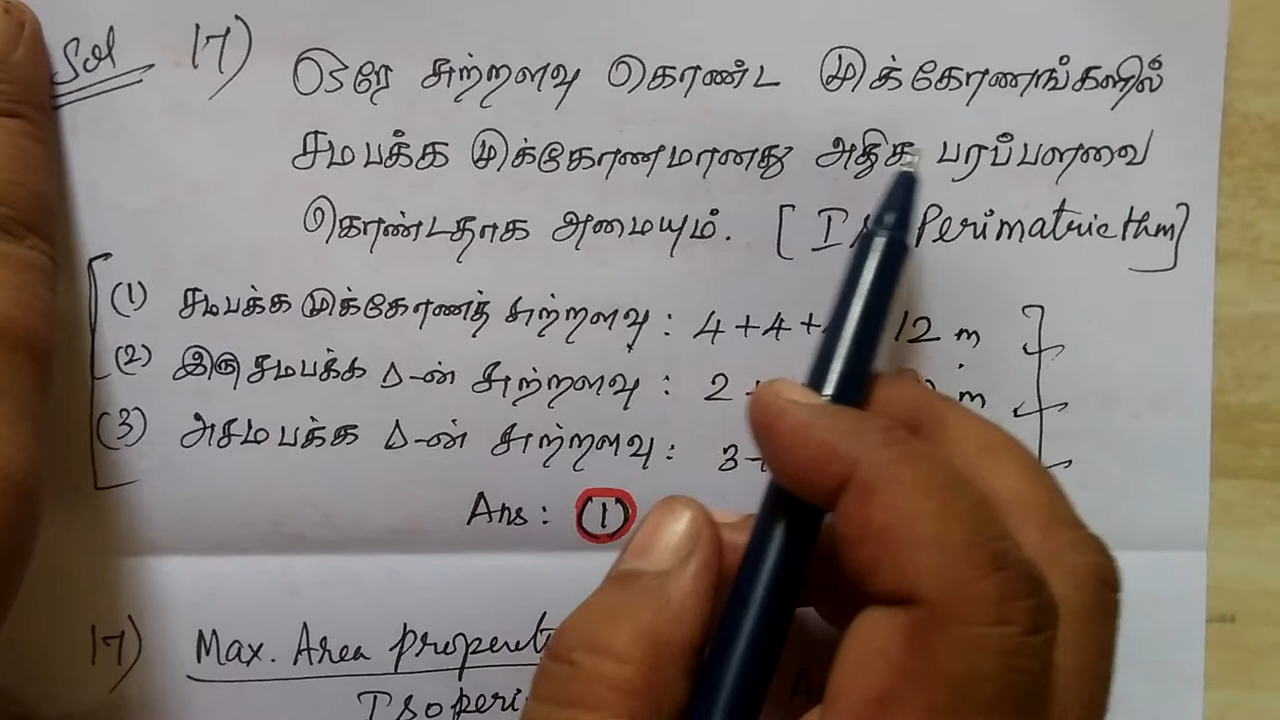 Sol 17) ஒரே சுற்றளவு கொண்ட முக்கோணங்களில்
சமபக்க முக்கோணமானது அதிக பரப்பளவை
கொண்டதாக அமையும். [ Perimatric thm]
(1) சமபக்க முக்கோணத் சுற்றளவு : 4+4+ 12 m
(2) இரு சமபக்க Δ-ன் சுற்றளவு : 2 m
(3) அசமபக்க Δ-ன் சுற்றளவு : 3+
Ans : (1)
17) Max. Area